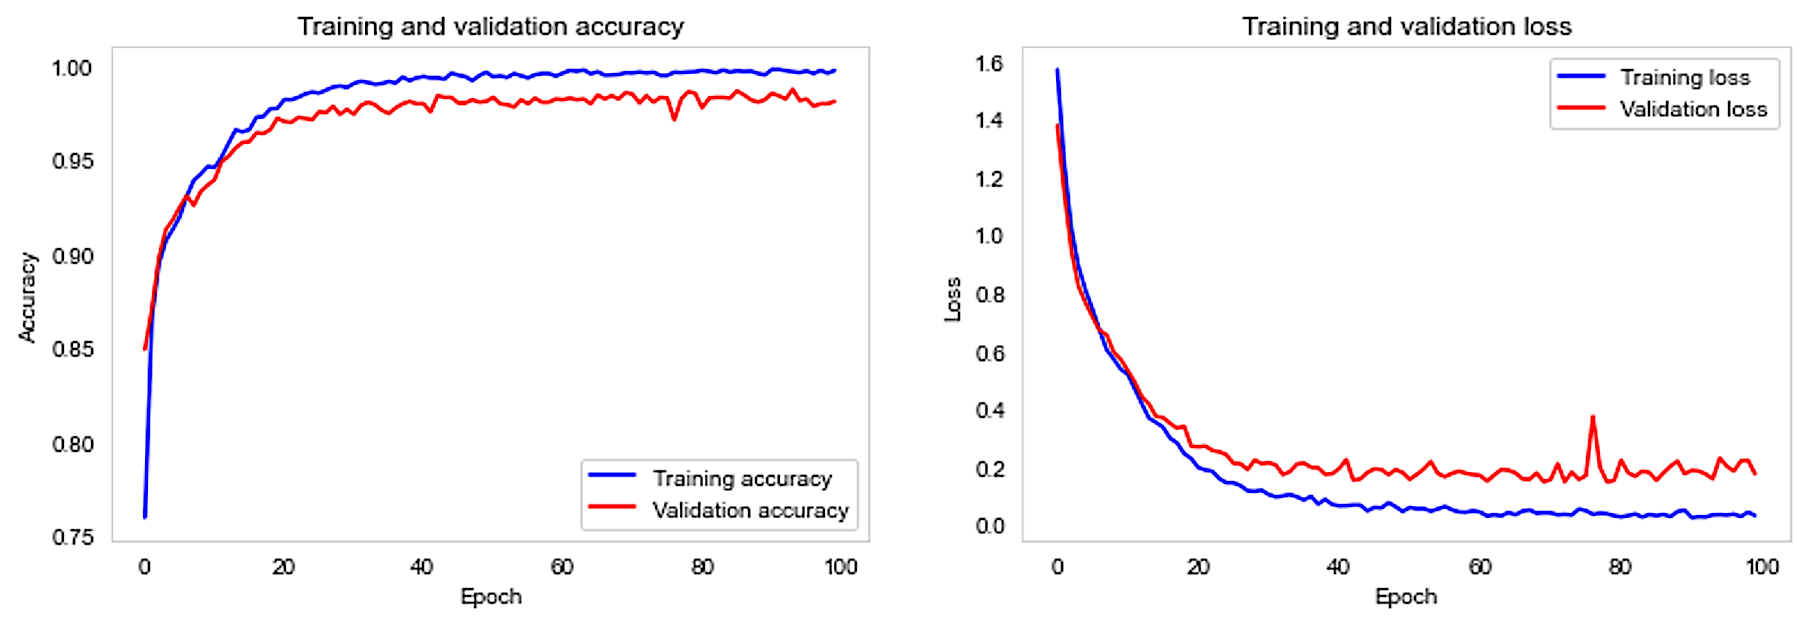 Training and validation accuracy
1.00
0.95
0.90
0.85
0.80
0.75
Accuracy
Training accuracy
Validation accuracy
0 20 40 60 80 100
Epoch
Training and validation loss
1.6
1.4
1.2
1.0
0.8
0.6
0.4
0.2
0.0
Loss
Training loss
Validation loss
0 20 40 60 80 100
Epoch